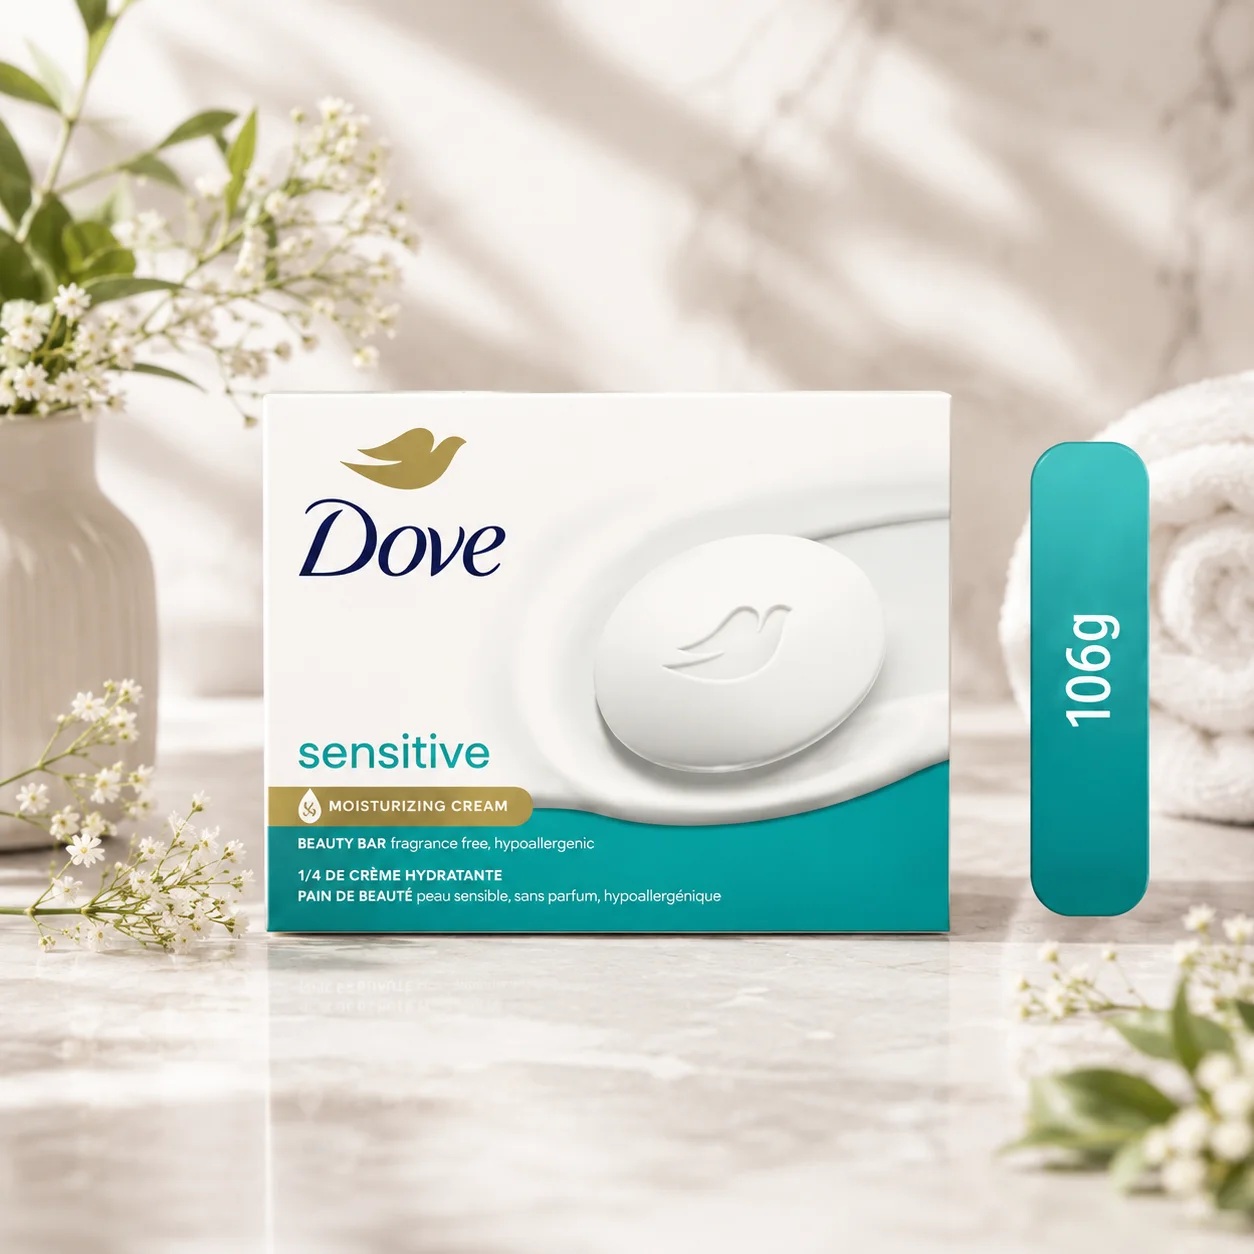 Dove
sensitive
MOISTURIZING CREAM
BEAUTY BAR fragrance free, hypoallergenic
1/4 DE CRÈME HYDRATANTE
PAIN DE BEAUTÉ peau sensible, sans parfum, hypoallergénique
106g